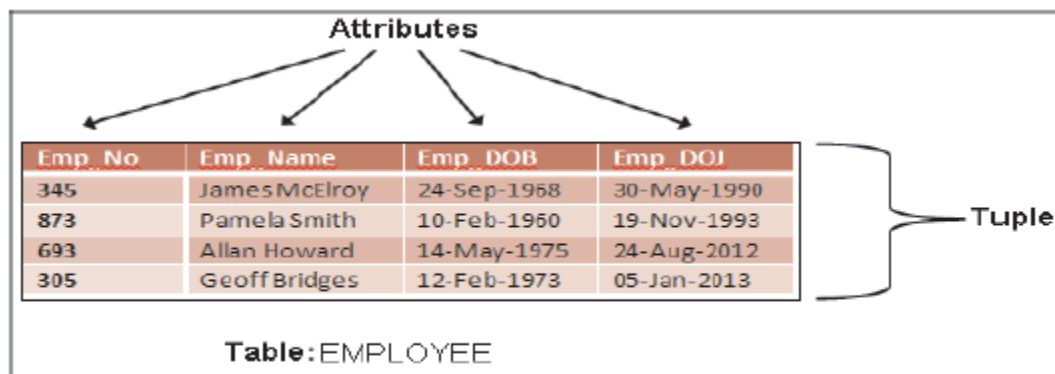 Attributes
Emp_No Emp_Name Emp_DOB Emp_DOJ
345 James McElroy 24-Sep-1968 30-May-1990
873 Pamela Smith 10-Feb-1960 19-Nov-1993
693 Allan Howard 14-May-1975 24-Aug-2012
305 Geoff Bridges 12-Feb-1973 05-Jan-2013
Tuple
Table:EMPLOYEE